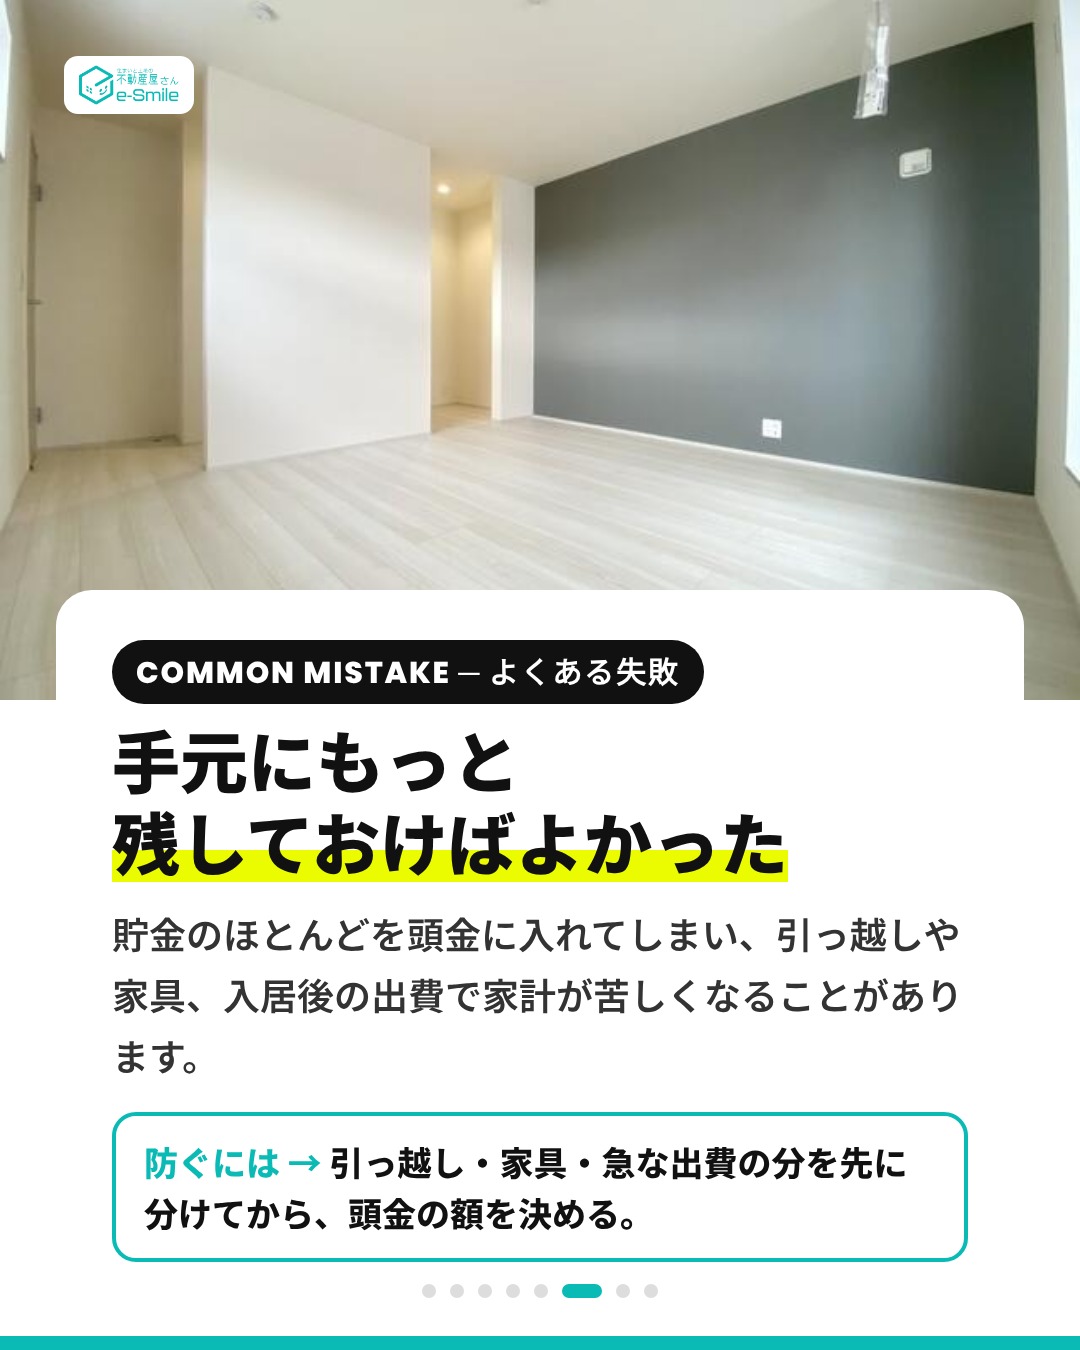 不動産屋さん
e-Smile
COMMON MISTAKE — よくある失敗
手元にもっと
残しておけばよかった
貯金のほとんどを頭金に入れてしまい、引っ越しや
家具、入居後の出費で家計が苦しくなることがあり
ます。
防ぐには → 引っ越し・家具・急な出費の分を先に
分けてから、頭金の額を決める。